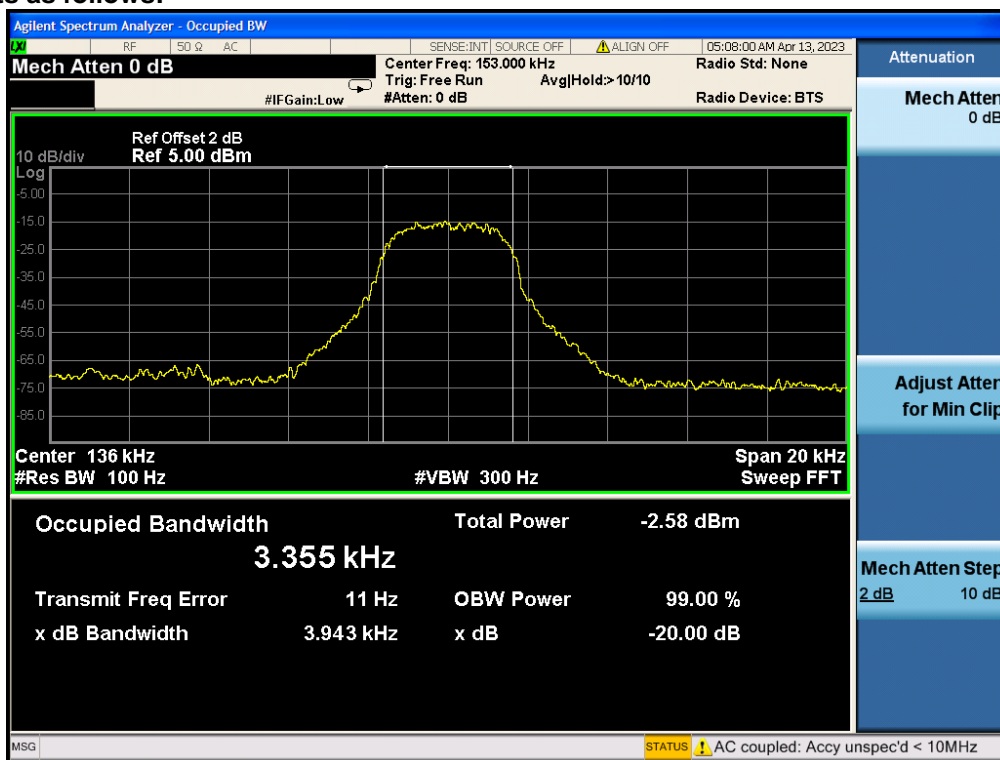 as as follows:
Agilent Spectrum Analyzer - Occupied BW
LXI RF 50 Ω AC SENSE:INT SOURCE OFF ALIGN OFF 05:08:00 AM Apr 13, 2023
Mech Atten 0 dB
Center Freq: 153.000 kHz
Radio Std: None
Trig: Free Run Avg|Hold:>10/10
#IFGain:Low #Atten: 0 dB Radio Device: BTS
Ref Offset 2 dB
10 dB/div Ref 5.00 dBm
Log
-5.00
-15.0
-25.0
-35.0
-45.0
-55.0
-65.0
-75.0
-85.0
Center 136 kHz Span 20 kHz
#Res BW 100 Hz #VBW 300 Hz Sweep FFT
Occupied Bandwidth Total Power -2.58 dBm
3.355 kHz
Transmit Freq Error 11 Hz OBW Power 99.00 %
x dB Bandwidth 3.943 kHz x dB -20.00 dB
Attenuation
Mech Atten
0 dB
Adjust Atten
for Min Clip
Mech Atten Step
2 dB 10 dB
MSG STATUS AC coupled: Accy unspec'd < 10MHz